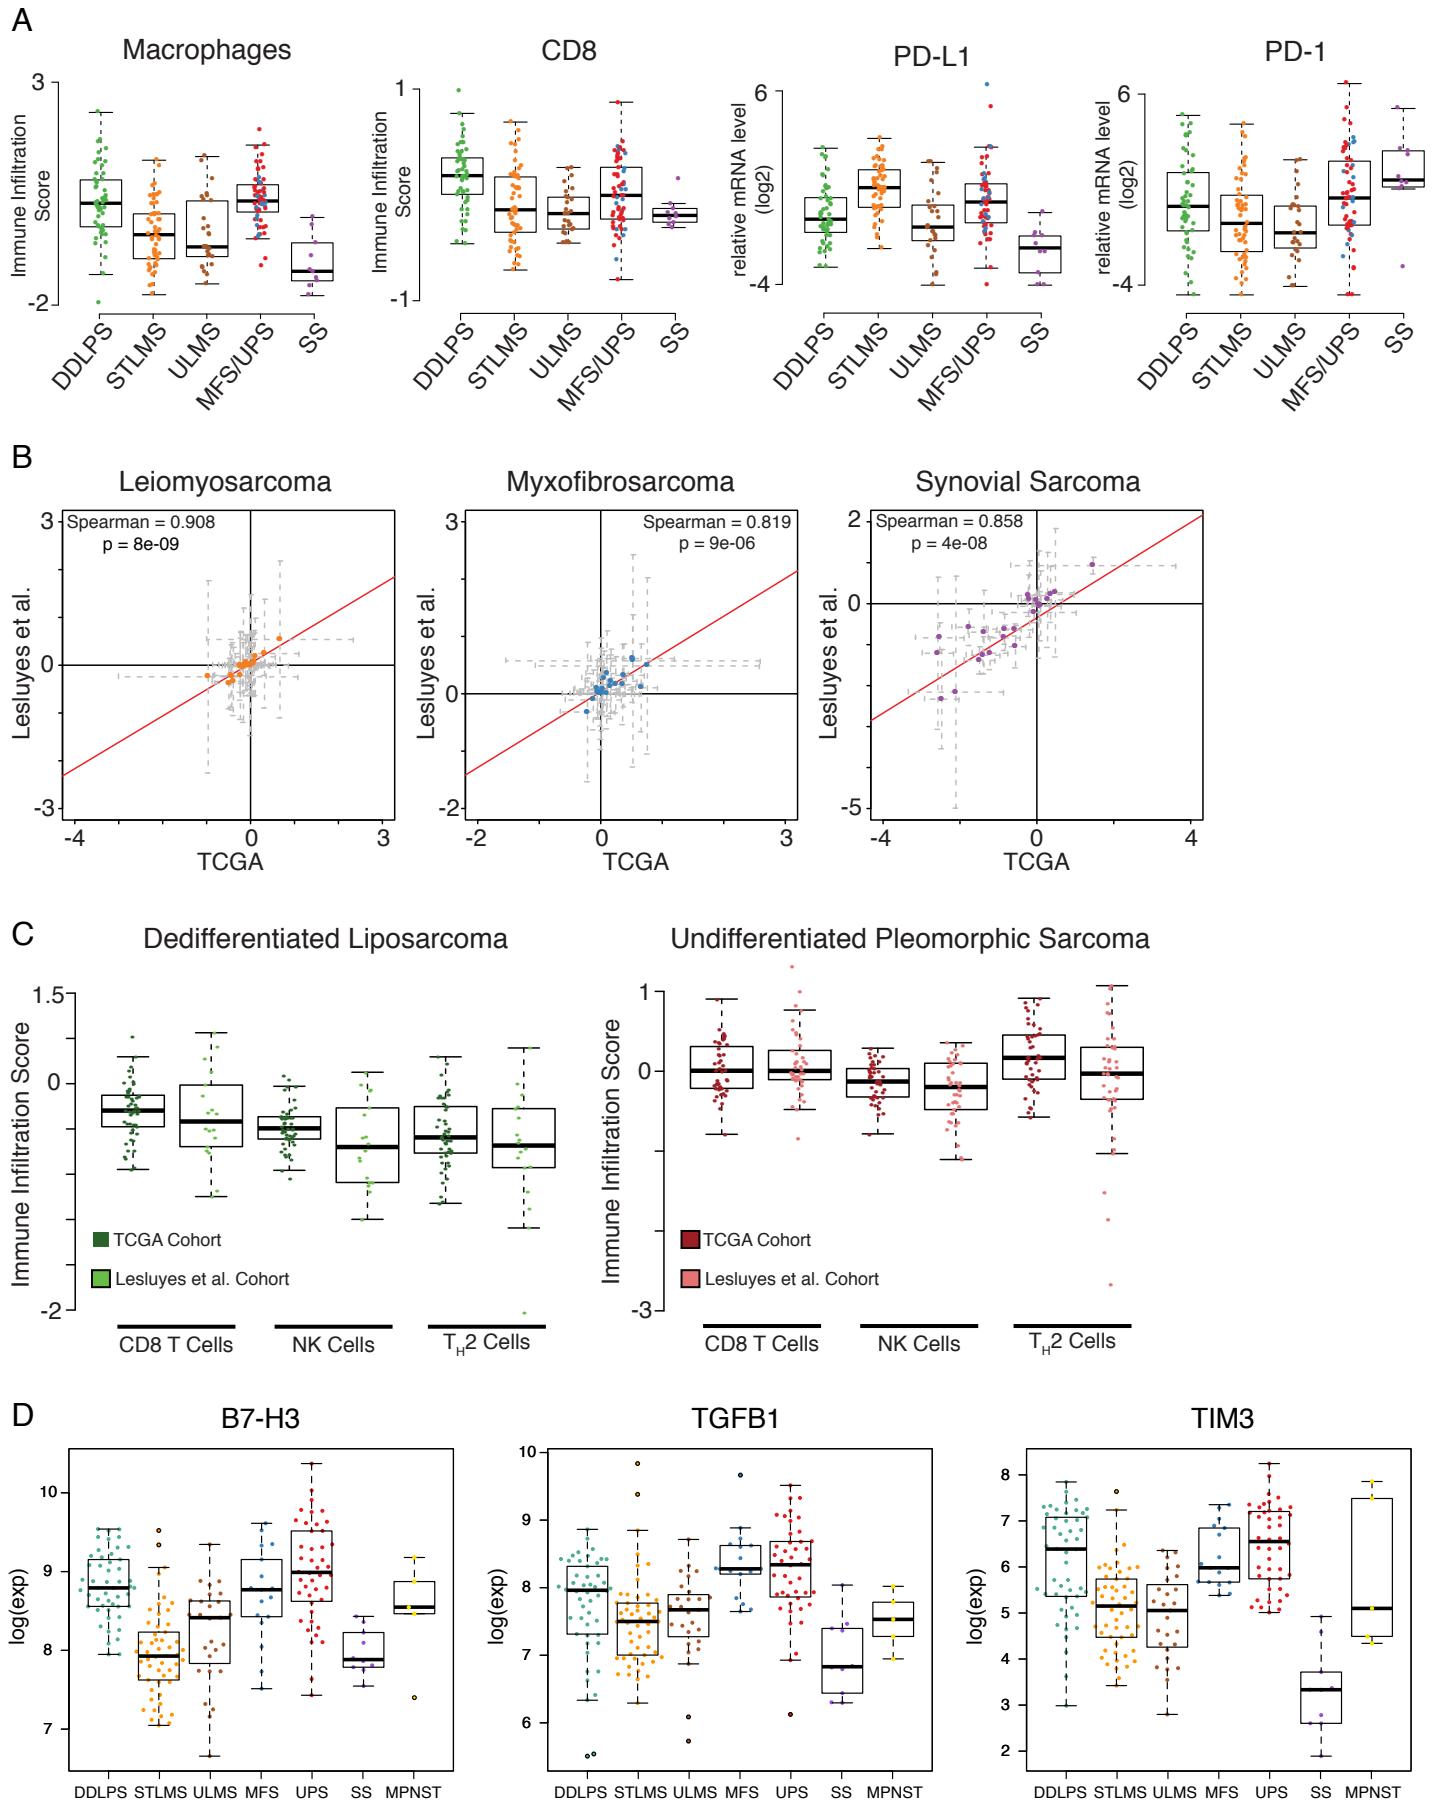 A
Macrophages
CD8
PD-L1
PD-1
Immune Infiltration
Score
3
-2
DDLPS
STLMS
ULMS
MFS/UPS
SS
Immune Infiltration
Score
1
-1
DDLPS
STLMS
ULMS
MFS/UPS
SS
relative mRNA level
(log2)
6
-4
DDLPS
STLMS
ULMS
MFS/UPS
SS
relative mRNA level
(log2)
6
-4
DDLPS
STLMS
ULMS
MFS/UPS
SS
B
Leiomyosarcoma
Spearman = 0.908
p = 8e-09
Lesluyes et al.
3
0
-3
-4 0 3
TCGA
Myxofibrosarcoma
Spearman = 0.819
p = 9e-06
Lesluyes et al.
3
0
-2
-2 0 3
TCGA
Synovial Sarcoma
Spearman = 0.858
p = 4e-08
Lesluyes et al.
2
0
-5
-4 0 4
TCGA
C
Dedifferentiated Liposarcoma
Immune Infiltration Score
1.5
0
-2
TCGA Cohort
Lesluyes et al. Cohort
CD8 T Cells NK Cells TH2 Cells
Undifferentiated Pleomorphic Sarcoma
Immune Infiltration Score
1
0
-3
TCGA Cohort
Lesluyes et al. Cohort
CD8 T Cells NK Cells TH2 Cells
D
B7-H3
log(exp)
10
9
8
7
DDLPS STLMS ULMS MFS UPS SS MPNST
TGFB1
log(exp)
10
9
8
7
6
DDLPS STLMS ULMS MFS UPS SS MPNST
TIM3
log(exp)
8
7
6
5
4
3
2
DDLPS STLMS ULMS MFS UPS SS MPNST